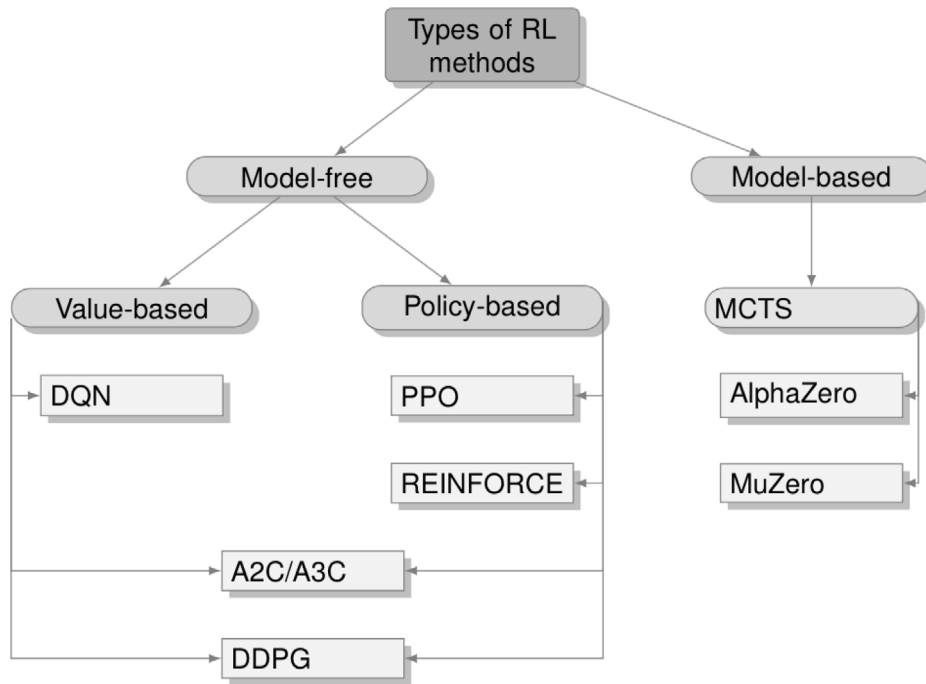 Types of RL
methods
Model-free
Model-based
Value-based
Policy-based
MCTS
DQN
PPO
AlphaZero
REINFORCE
MuZero
A2C/A3C
DDPG